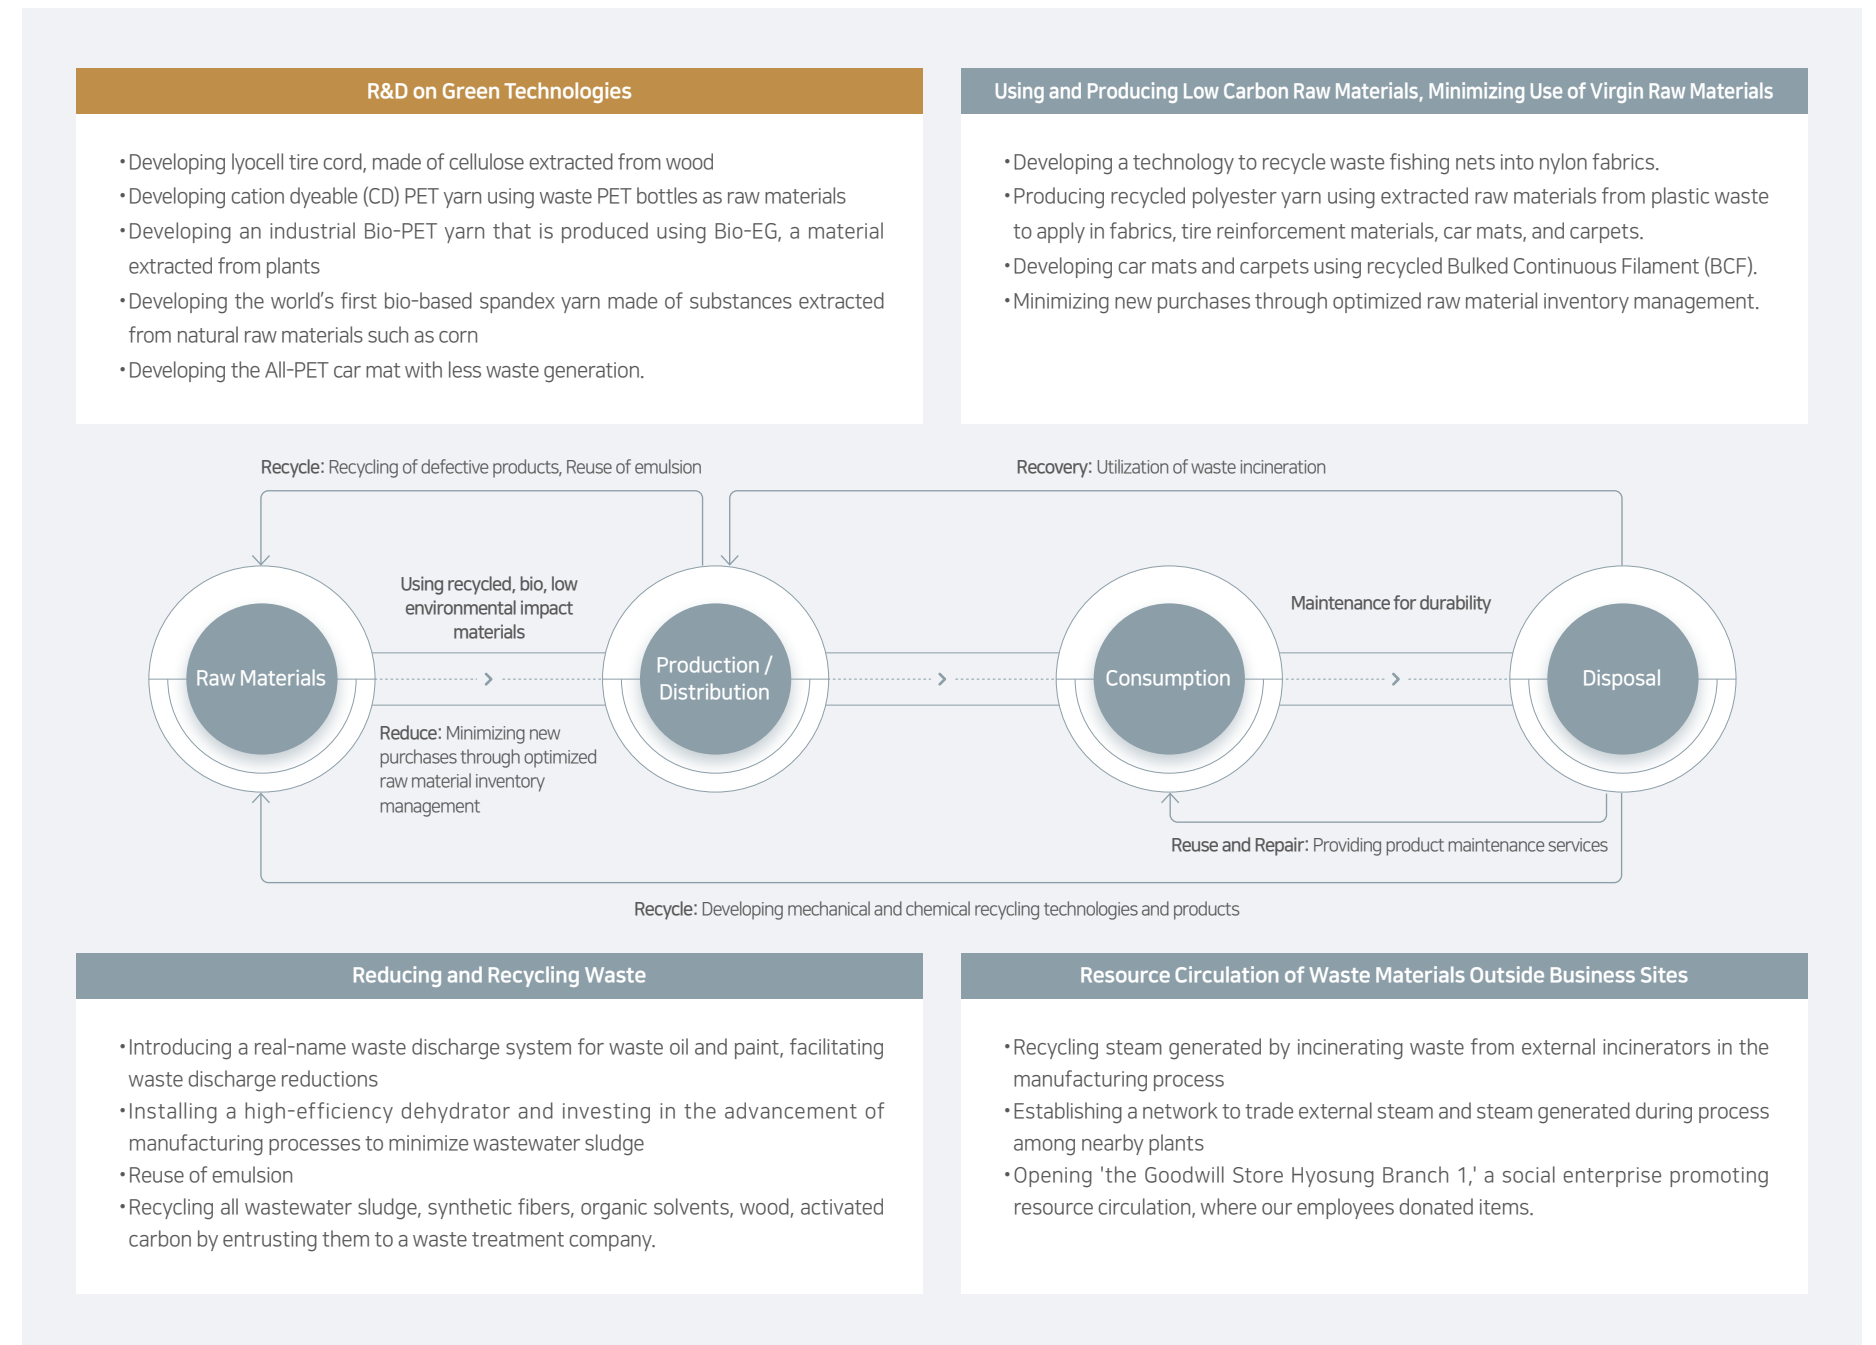 R&D on Green Technologies
•Developing lyocell tire cord, made of cellulose extracted from wood
•Developing cation dyeable (CD) PET yarn using waste PET bottles as raw materials
•Developing an industrial Bio-PET yarn that is produced using Bio-EG, a material
extracted from plants
•Developing the world's first bio-based spandex yarn made of substances extracted
from natural raw materials such as corn
•Developing the All-PET car mat with less waste generation.
Using and Producing Low Carbon Raw Materials, Minimizing Use of Virgin Raw Materials
•Developing a technology to recycle waste fishing nets into nylon fabrics.
•Producing recycled polyester yarn using extracted raw materials from plastic waste
to apply in fabrics, tire reinforcement materials, car mats, and carpets.
•Developing car mats and carpets using recycled Bulked Continuous Filament (BCF).
•Minimizing new purchases through optimized raw material inventory management.
Recycle: Recycling of defective products, Reuse of emulsion
Recovery: Utilization of waste incineration
Raw Materials
Using recycled, bio, low
environmental impact
materials
Reduce: Minimizing new
purchases through optimized
raw material inventory
management
Production /
Distribution
Consumption
Maintenance for durability
Disposal
Reuse and Repair: Providing product maintenance services
Recycle: Developing mechanical and chemical recycling technologies and products
Reducing and Recycling Waste
•Introducing a real-name waste discharge system for waste oil and paint, facilitating
waste discharge reductions
•Installing a high-efficiency dehydrator and investing in the advancement of
manufacturing processes to minimize wastewater sludge
•Reuse of emulsion
•Recycling all wastewater sludge, synthetic fibers, organic solvents, wood, activated
carbon by entrusting them to a waste treatment company.
Resource Circulation of Waste Materials Outside Business Sites
•Recycling steam generated by incinerating waste from external incinerators in the
manufacturing process
•Establishing a network to trade external steam and steam generated during process
among nearby plants
•Opening 'the Goodwill Store Hyosung Branch 1,' a social enterprise promoting
resource circulation, where our employees donated items.